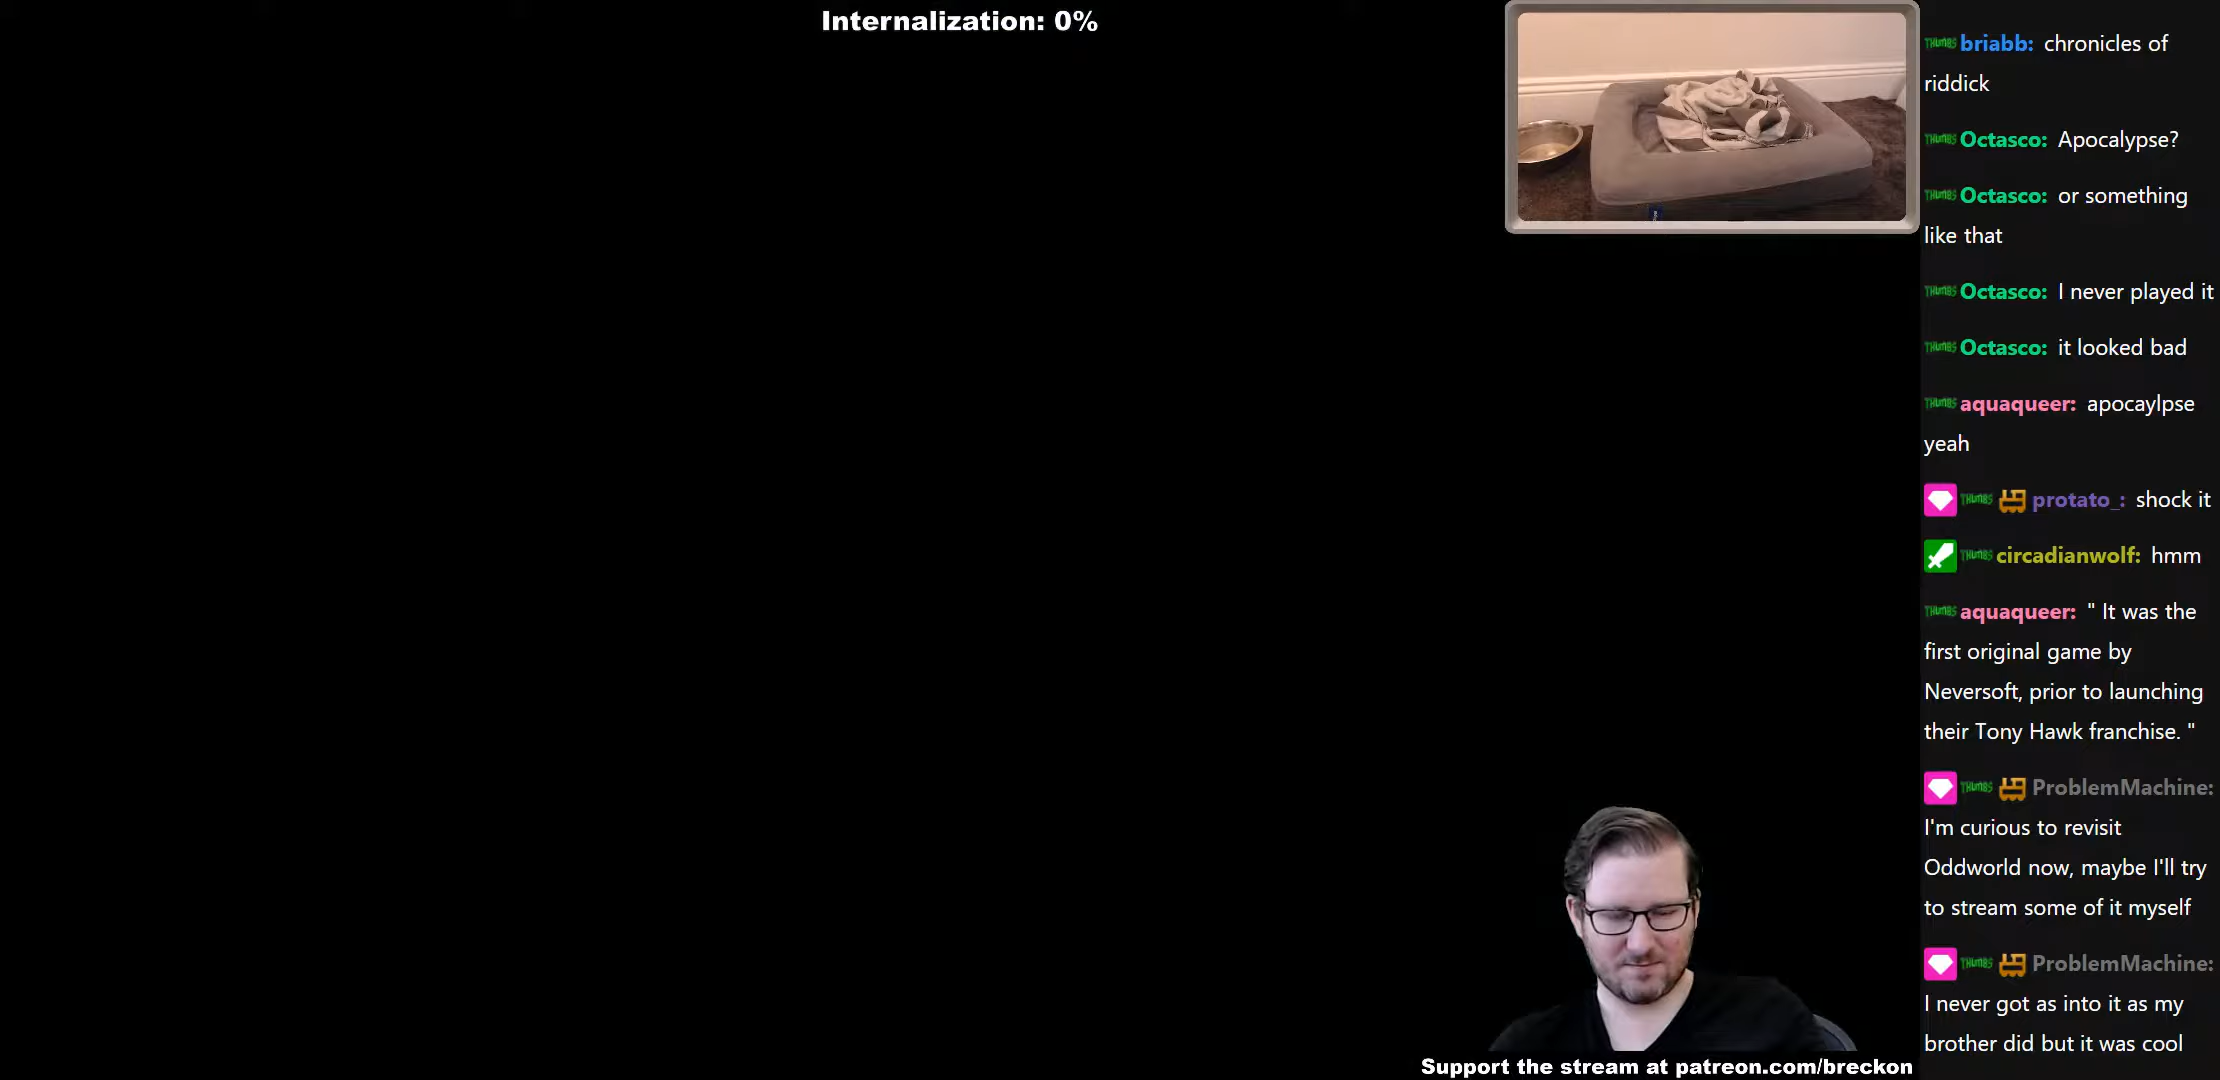 Internalization: 0%
briabb: chronicles of
riddick
Octasco: Apocalypse?
Octasco: or something
like that
Octasco: I never played it
Octasco: it looked bad
aquaqueer: apocaylpse
yeah
protato_: shock it
circadianwolf: hmm
aquaqueer: " It was the
first original game by
Neversoft, prior to launching
their Tony Hawk franchise. "
ProblemMachine:
I'm curious to revisit
Oddworld now, maybe I'll try
to stream some of it myself
ProblemMachine:
I never got as into it as my
brother did but it was cool
Support the stream at patreon.com/breckon